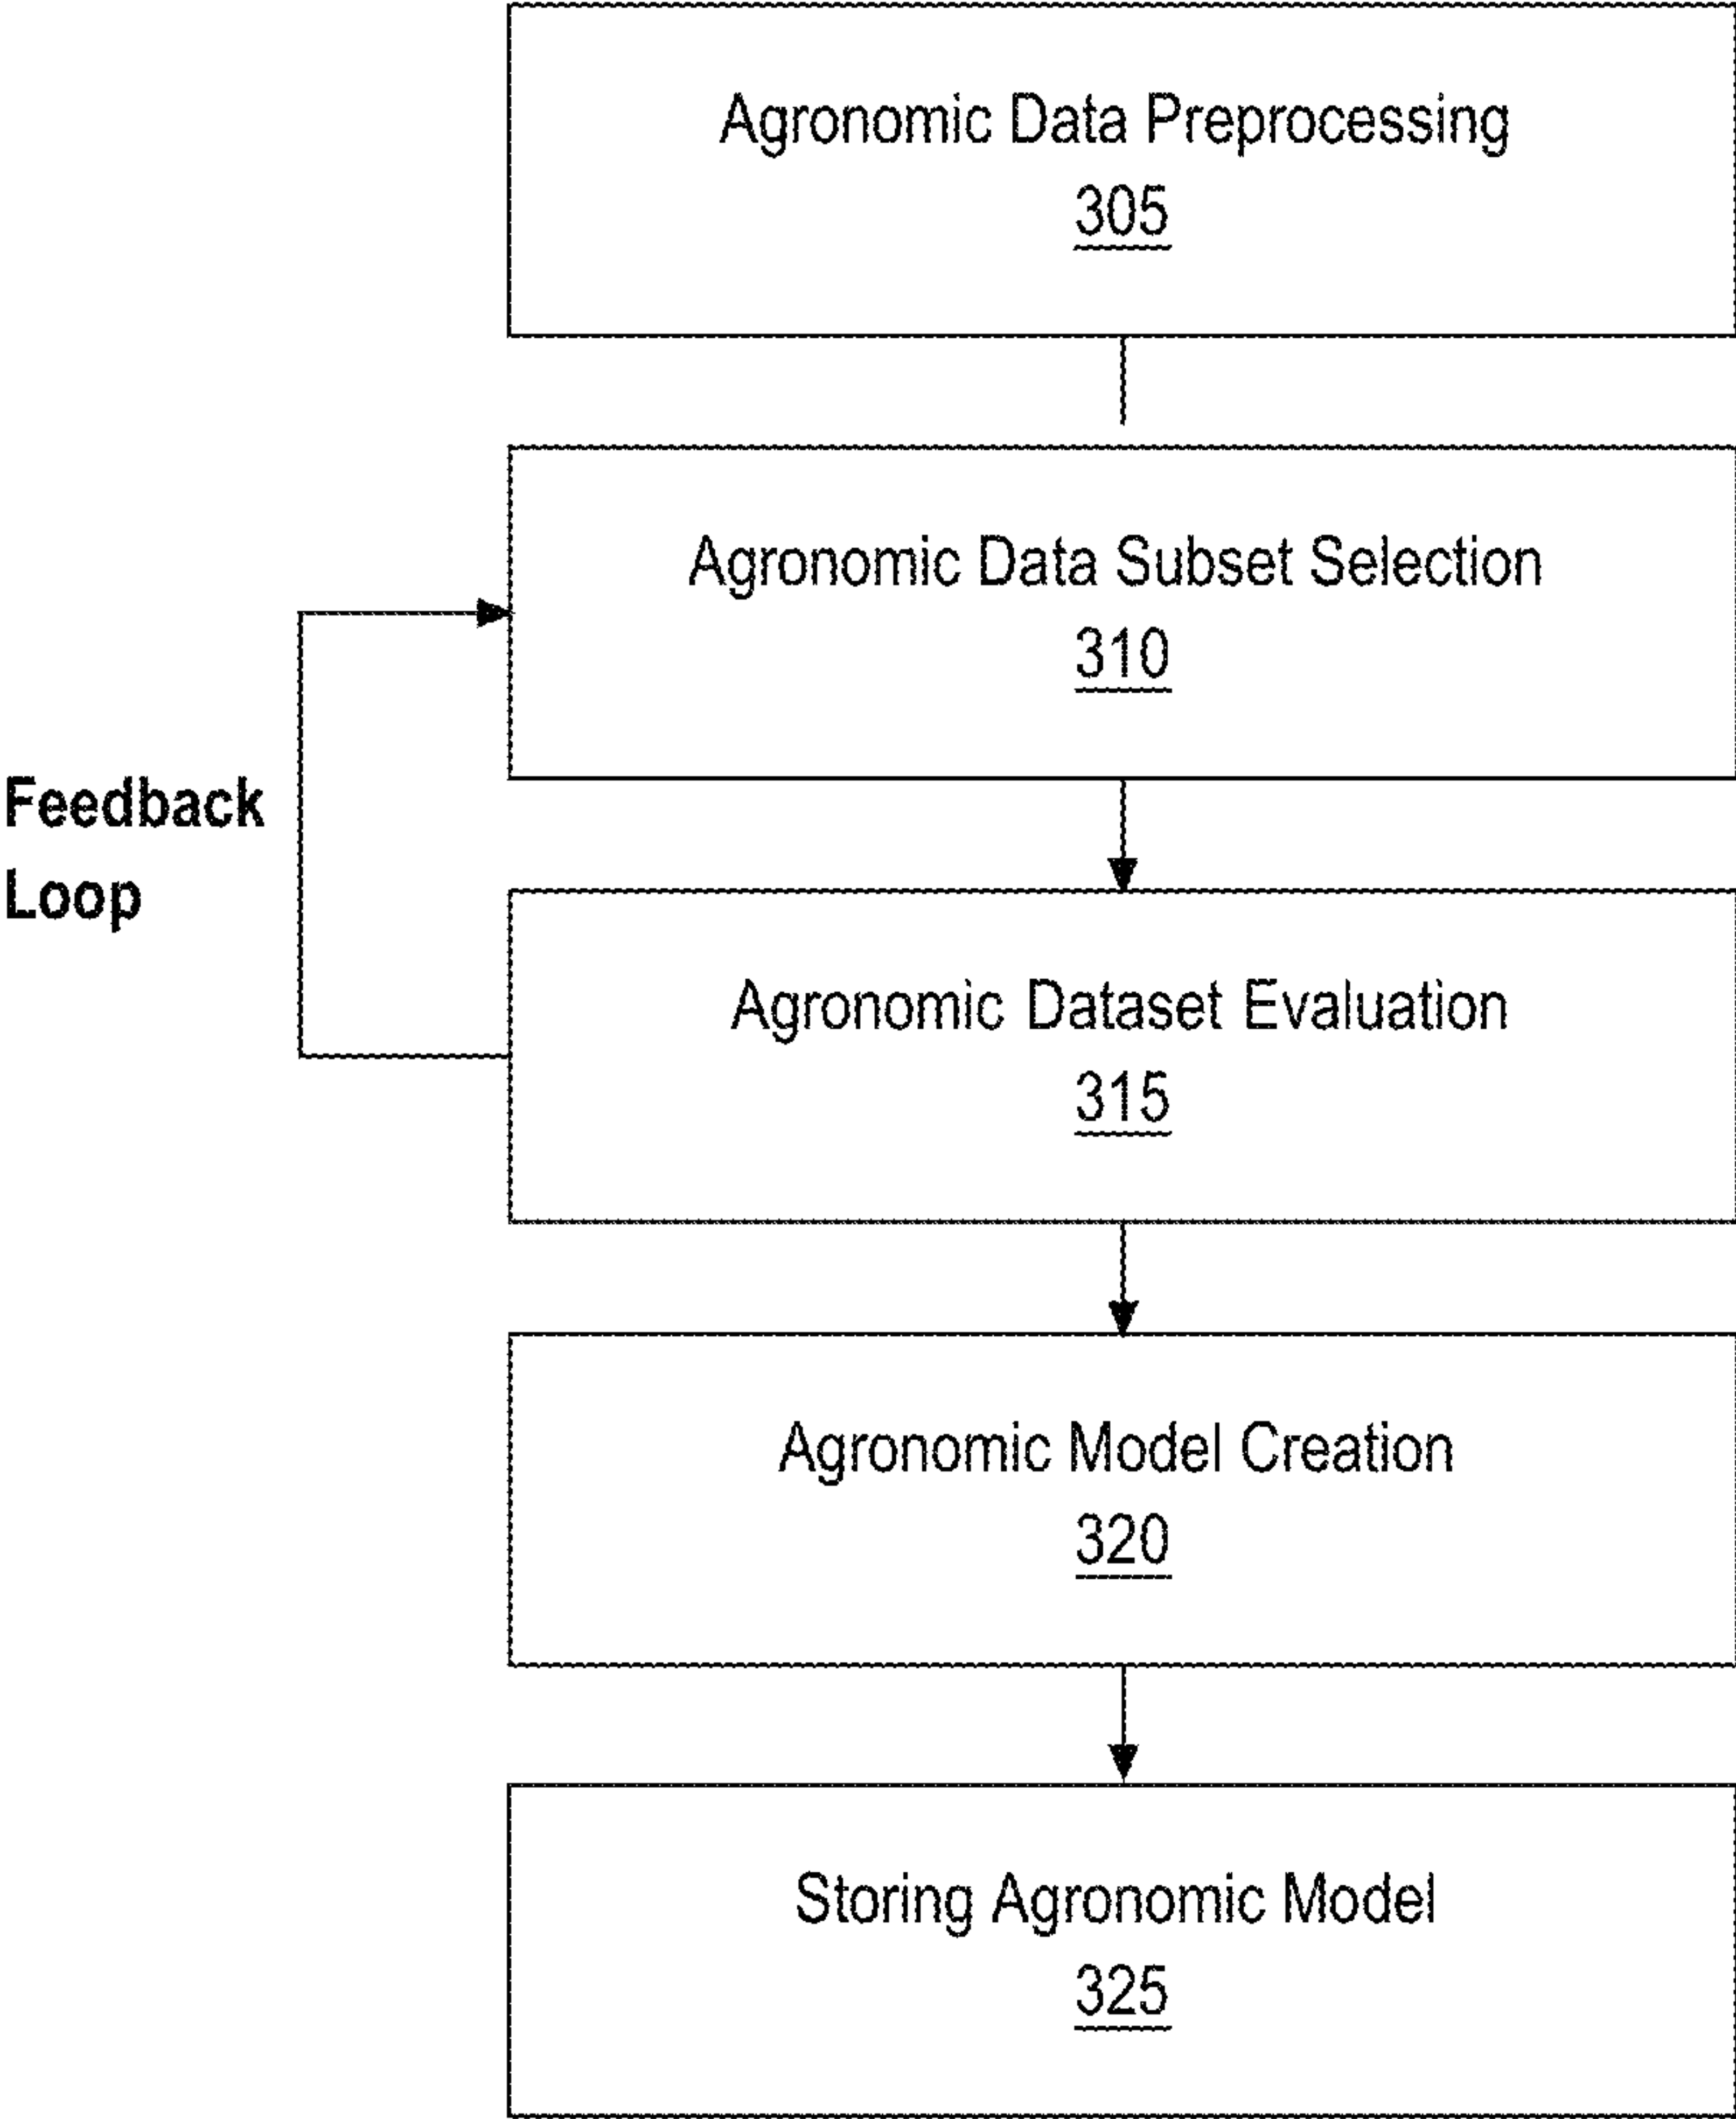 Agronomic Data Preprocessing
305
Agronomic Data Subset Selection
310
Feedback
Loop
Agronomic Dataset Evaluation
315
Agronomic Model Creation
320
Storing Agronomic Model
325